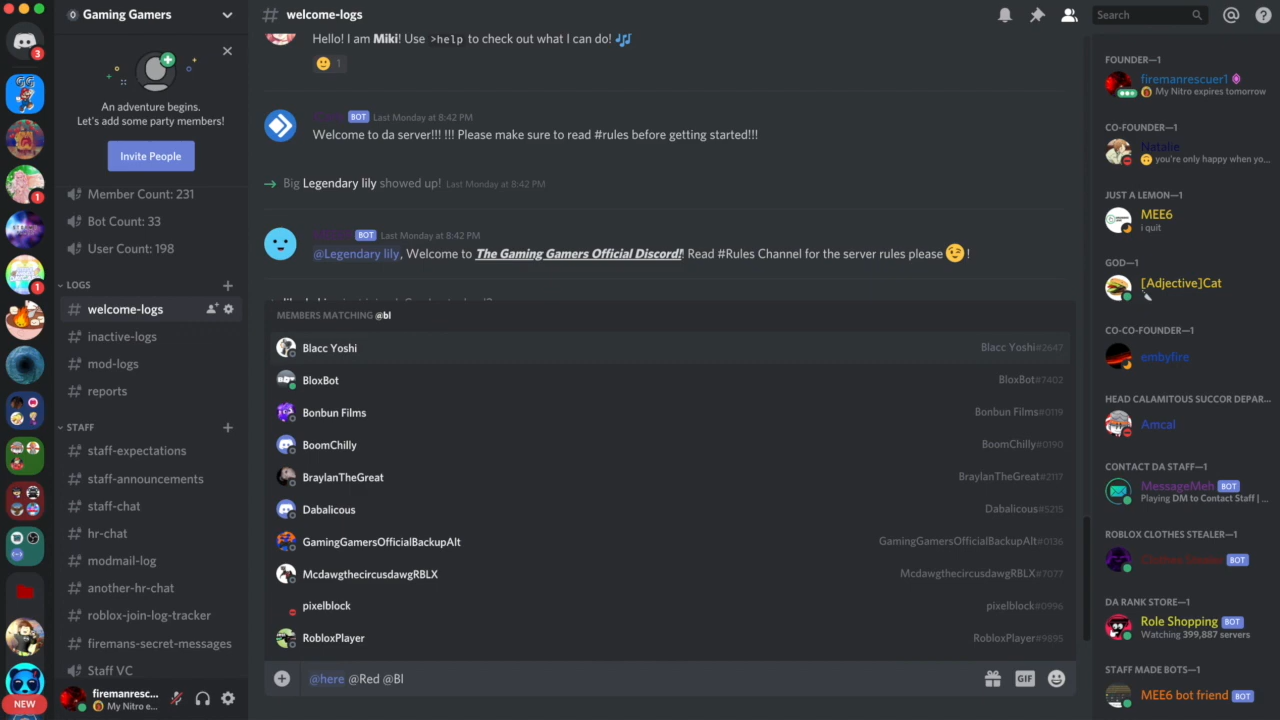 3
1
1
NEW
Gaming Gamers
An adventure begins.
Let's add some party members!
Invite People
Member Count: 231
Bot Count: 33
User Count: 198
LOGS
welcome-logs
inactive-logs
mod-logs
reports
STAFF
staff-expectations
staff-announcements
staff-chat
hr-chat
modmail-log
another-hr-chat
roblox-join-log-tracker
firemans-secret-messages
Staff VC
firemanresc...
My Nitro e...
welcome-logs
Search
Hello! I am Miki! Use >help to check out what I can do! 🎶
🙂 1
BOT Last Monday at 8:42 PM
Welcome to da server!!! !!! Please make sure to read #rules before getting started!!!
Big Legendary lily showed up! Last Monday at 8:42 PM
BOT Last Monday at 8:42 PM
@Legendary lily, Welcome to The Gaming Gamers Official Discord! Read #Rules Channel for the server rules please 😉 !
MEMBERS MATCHING @bl
Blacc Yoshi Blacc Yoshi#2647
BloxBot BloxBot#7402
Bonbun Films Bonbun Films#0119
BoomChilly BoomChilly#0190
BraylanTheGreat BraylanTheGreat#2117
Dabalicous Dabalicous#5215
GamingGamersOfficialBackupAlt GamingGamersOfficialBackupAlt#0136
McdawgthecircusdawgRBLX McdawgthecircusdawgRBLX#7077
pixelblock pixelblock#0996
RobloxPlayer RobloxPlayer#9895
@here @Red @Bl
GIF
FOUNDER—1
firemanrescuer1
My Nitro expires tomorrow
CO-FOUNDER—1
Natalie
🙃 you're only happy when yo...
JUST A LEMON—1
MEE6
i quit
GOD—1
[Adjective]Cat
CO-CO-FOUNDER—1
embyfire
HEAD CALAMITOUS SUCCOR DEPAR...
Amcal
CONTACT DA STAFF—1
MessageMeh BOT
Playing DM to Contact Staff | ...
ROBLOX CLOTHES STEALER—1
BOT
DA RANK STORE—1
Role Shopping BOT
Watching 399,887 servers
STAFF MADE BOTS—1
MEE6 bot friend BOT